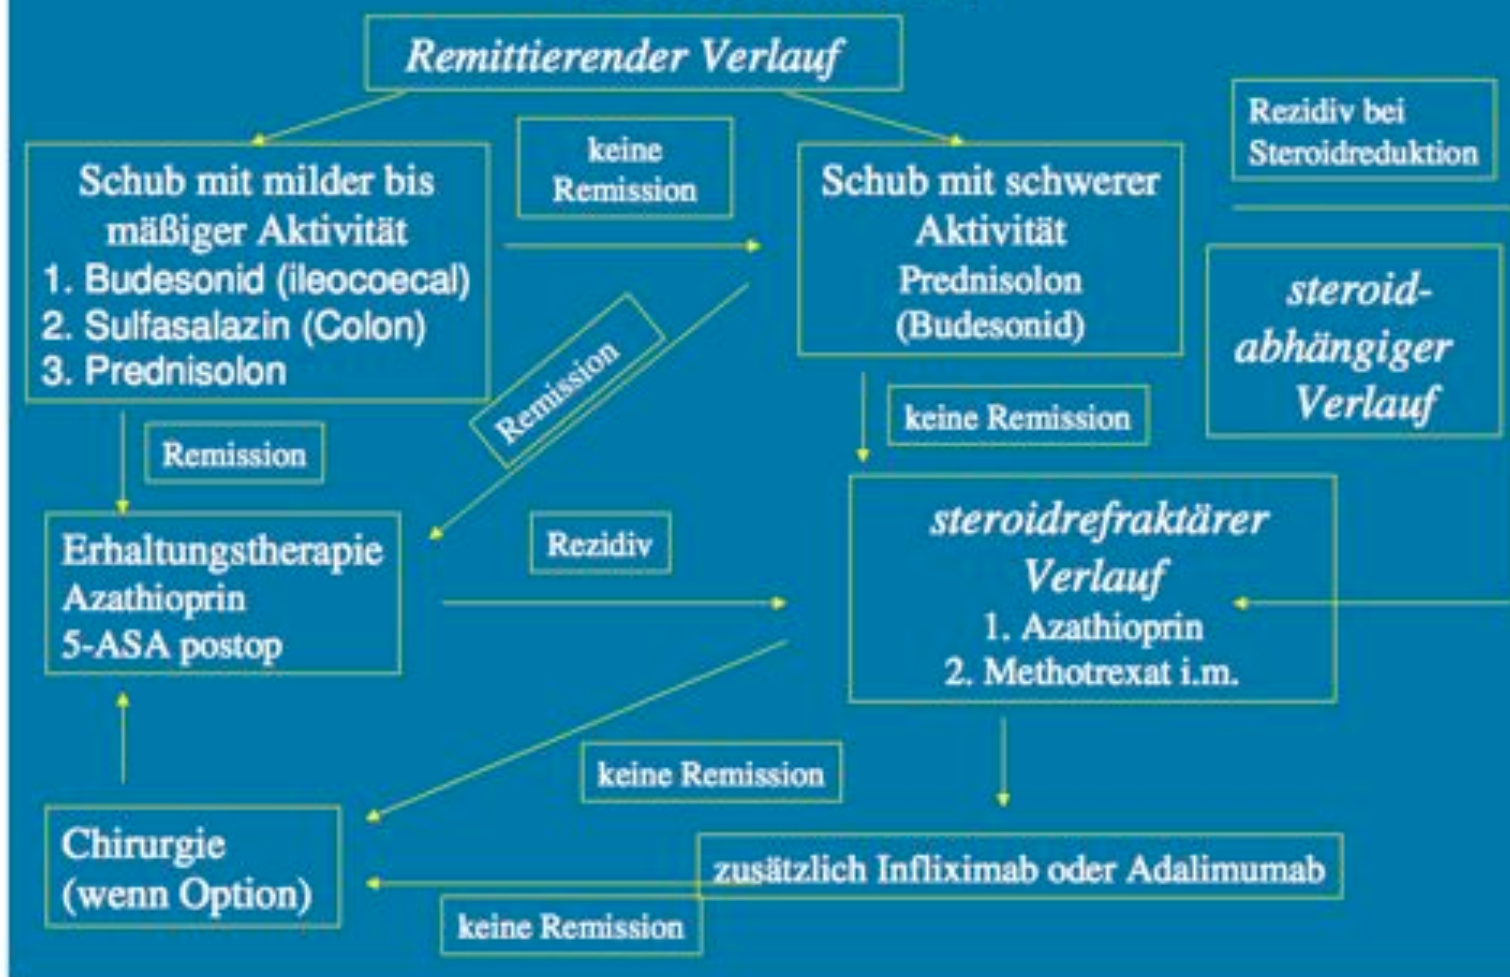 Remittierender Verlauf
Schub mit milder bis
mäßiger Aktivität
1. Budesonid (ileocoecal)
2. Sulfasalazin (Colon)
3. Prednisolon
keine
Remission
Schub mit schwerer
Aktivität
Prednisolon
(Budesonid)
Rezidiv bei
Steroidreduktion
steroid-
abhängiger
Verlauf
Remission
Remission
keine Remission
Erhaltungstherapie
Azathioprin
5-ASA postop
Rezidiv
steroidrefraktärer
Verlauf
1. Azathioprin
2. Methotrexat i.m.
keine Remission
Chirurgie
(wenn Option)
zusätzlich Infliximab oder Adalimumab
keine Remission